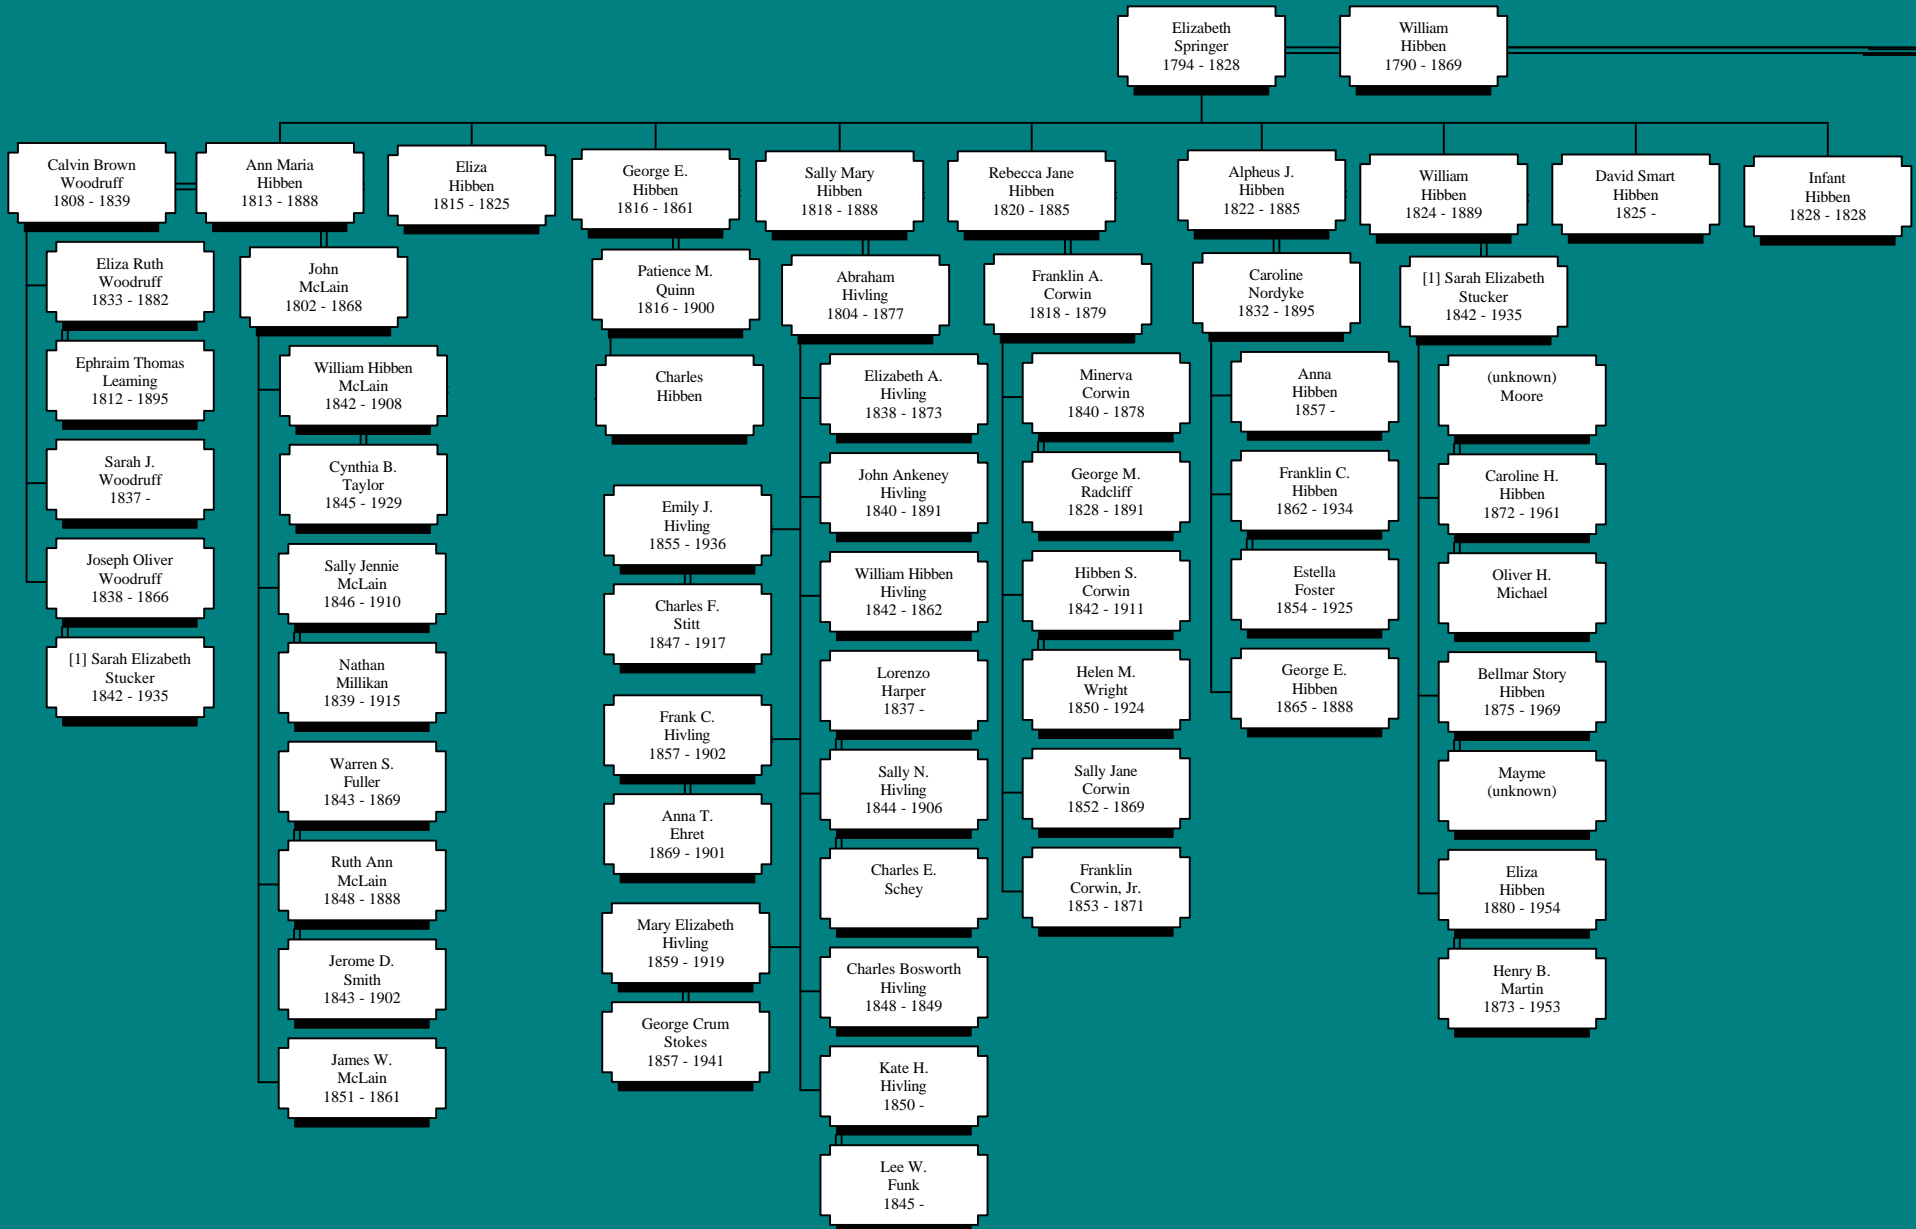 Elizabeth
Springer
1794 - 1828
William
Hibben
1790 - 1869
Calvin Brown
Woodruff
1808 - 1839
Ann Maria
Hibben
1813 - 1888
Eliza
Hibben
1815 - 1825
George E.
Hibben
1816 - 1861
Sally Mary
Hibben
1818 - 1888
Rebecca Jane
Hibben
1820 - 1885
Alpheus J.
Hibben
1822 - 1885
William
Hibben
1824 - 1889
David Smart
Hibben
1825 -
Infant
Hibben
1828 - 1828
Eliza Ruth
Woodruff
1833 - 1882
Ephraim Thomas
Leaming
1812 - 1895
Sarah J.
Woodruff
1837 -
Joseph Oliver
Woodruff
1838 - 1866
[1] Sarah Elizabeth
Stucker
1842 - 1935
John
McLain
1802 - 1868
William Hibben
McLain
1842 - 1908
Cynthia B.
Taylor
1845 - 1929
Sally Jennie
McLain
1846 - 1910
Nathan
Millikan
1839 - 1915
Warren S.
Fuller
1843 - 1869
Ruth Ann
McLain
1848 - 1888
Jerome D.
Smith
1843 - 1902
James W.
McLain
1851 - 1861
Patience M.
Quinn
1816 - 1900
Charles
Hibben
Emily J.
Hivling
1855 - 1936
Charles F.
Stitt
1847 - 1917
Frank C.
Hivling
1857 - 1902
Anna T.
Ehret
1869 - 1901
Mary Elizabeth
Hivling
1859 - 1919
George Crum
Stokes
1857 - 1941
Abraham
Hivling
1804 - 1877
Elizabeth A.
Hivling
1838 - 1873
John Ankeney
Hivling
1840 - 1891
William Hibben
Hivling
1842 - 1862
Lorenzo
Harper
1837 -
Sally N.
Hivling
1844 - 1906
Charles E.
Schey
Charles Bosworth
Hivling
1848 - 1849
Kate H.
Hivling
1850 -
Lee W.
Funk
1845 -
Franklin A.
Corwin
1818 - 1879
Minerva
Corwin
1840 - 1878
George M.
Radcliff
1828 - 1891
Hibben S.
Corwin
1842 - 1911
Helen M.
Wright
1850 - 1924
Sally Jane
Corwin
1852 - 1869
Franklin
Corwin, Jr.
1853 - 1871
Caroline
Nordyke
1832 - 1895
Anna
Hibben
1857 -
Franklin C.
Hibben
1862 - 1934
Estella
Foster
1854 - 1925
George E.
Hibben
1865 - 1888
[1] Sarah Elizabeth
Stucker
1842 - 1935
(unknown)
Moore
Caroline H.
Hibben
1872 - 1961
Oliver H.
Michael
Bellmar Story
Hibben
1875 - 1969
Mayme
(unknown)
Eliza
Hibben
1880 - 1954
Henry B.
Martin
1873 - 1953